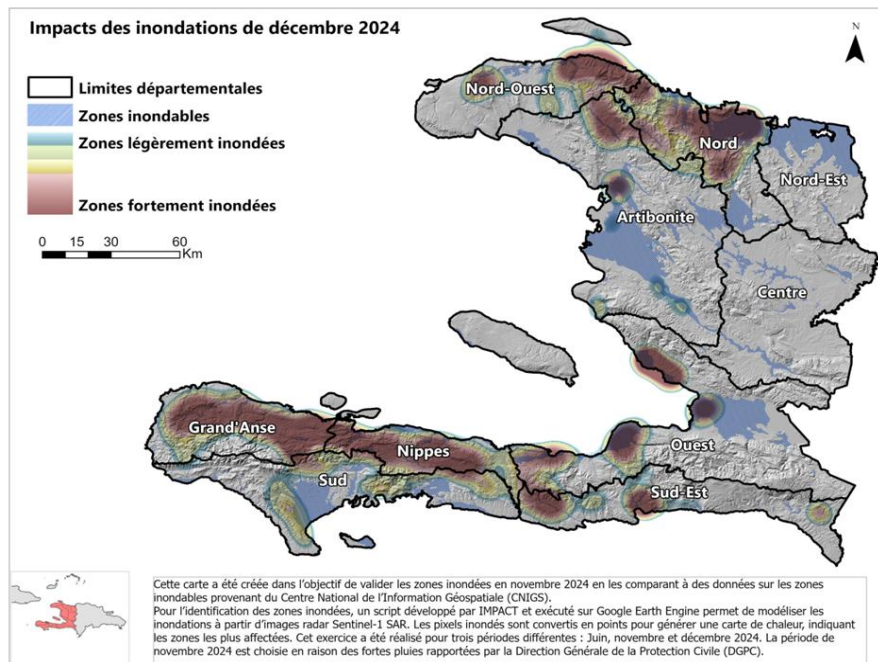 Impacts des inondations de décembre 2024
N
Limites départementales
Zones inondables
Zones légèrement inondées
Zones fortement inondées
0 15 30 60
Km
Nord-Ouest
Nord
Nord-Est
Artibonite
Centre
Grand'Anse
Nippes
Ouest
Sud
Sud-Est
Cette carte a été créée dans l'objectif de valider les zones inondées en novembre 2024 en les comparant à des données sur les zones
inondables provenant du Centre National de l'Information Géospatiale (CNIGS).
Pour l'identification des zones inondées, un script développé par IMPACT et exécuté sur Google Earth Engine permet de modéliser les
inondations à partir d'images radar Sentinel-1 SAR. Les pixels inondés sont convertis en points pour générer une carte de chaleur, indiquant
les zones les plus affectées. Cet exercice a été réalisé pour trois périodes différentes : Juin, novembre et décembre 2024. La période de
novembre 2024 est choisie en raison des fortes pluies rapportées par la Direction Générale de la Protection Civile (DGPC).